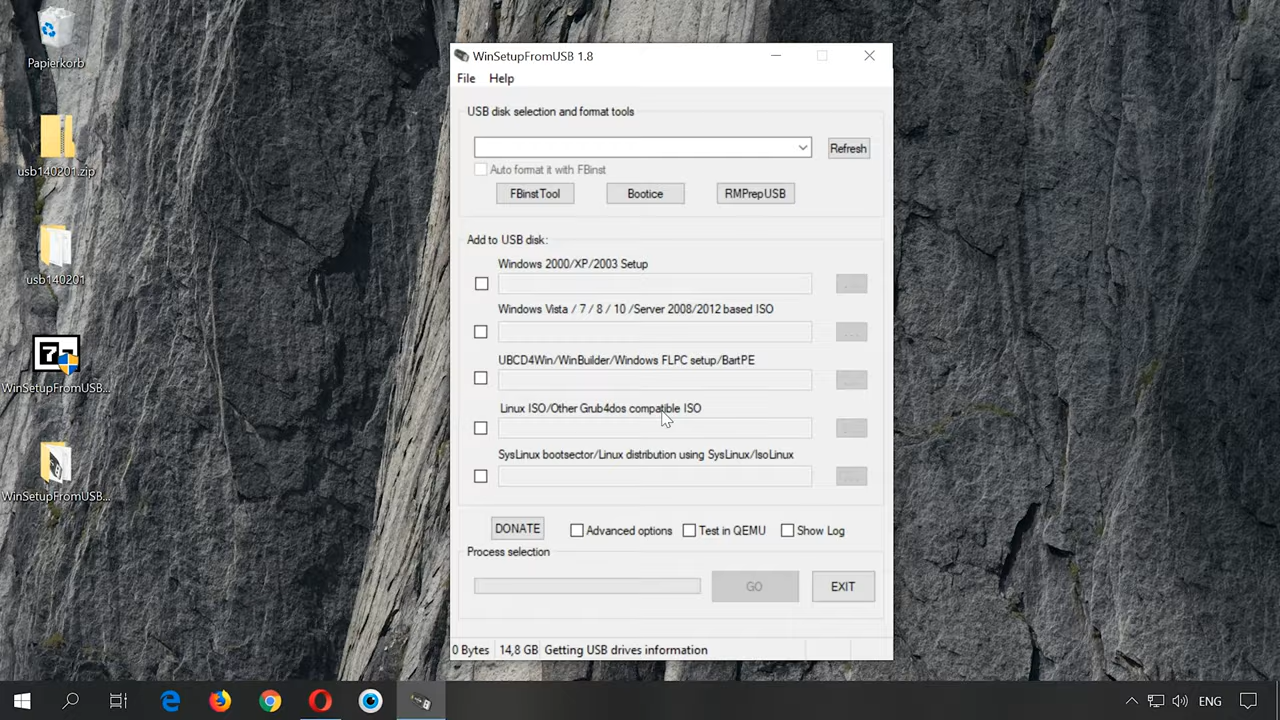 Papierkorb
usb140201.zip
usb140201
WinSetupFromUSB...
WinSetupFromUSB...
WinSetupFromUSB 1.8
File Help
USB disk selection and format tools
Refresh
Auto format it with FBinst
FBinstTool Bootice RMPrepUSB
Add to USB disk:
Windows 2000/XP/2003 Setup
...
Windows Vista / 7 / 8 / 10 /Server 2008/2012 based ISO
...
UBCD4Win/WinBuilder/Windows FLPC setup/BartPE
...
Linux ISO/Other Grub4dos compatible ISO
...
SysLinux bootsector/Linux distribution using SysLinux/IsoLinux
...
DONATE Advanced options Test in QEMU Show Log
Process selection
GO EXIT
0 Bytes 14,8 GB Getting USB drives information
ENG